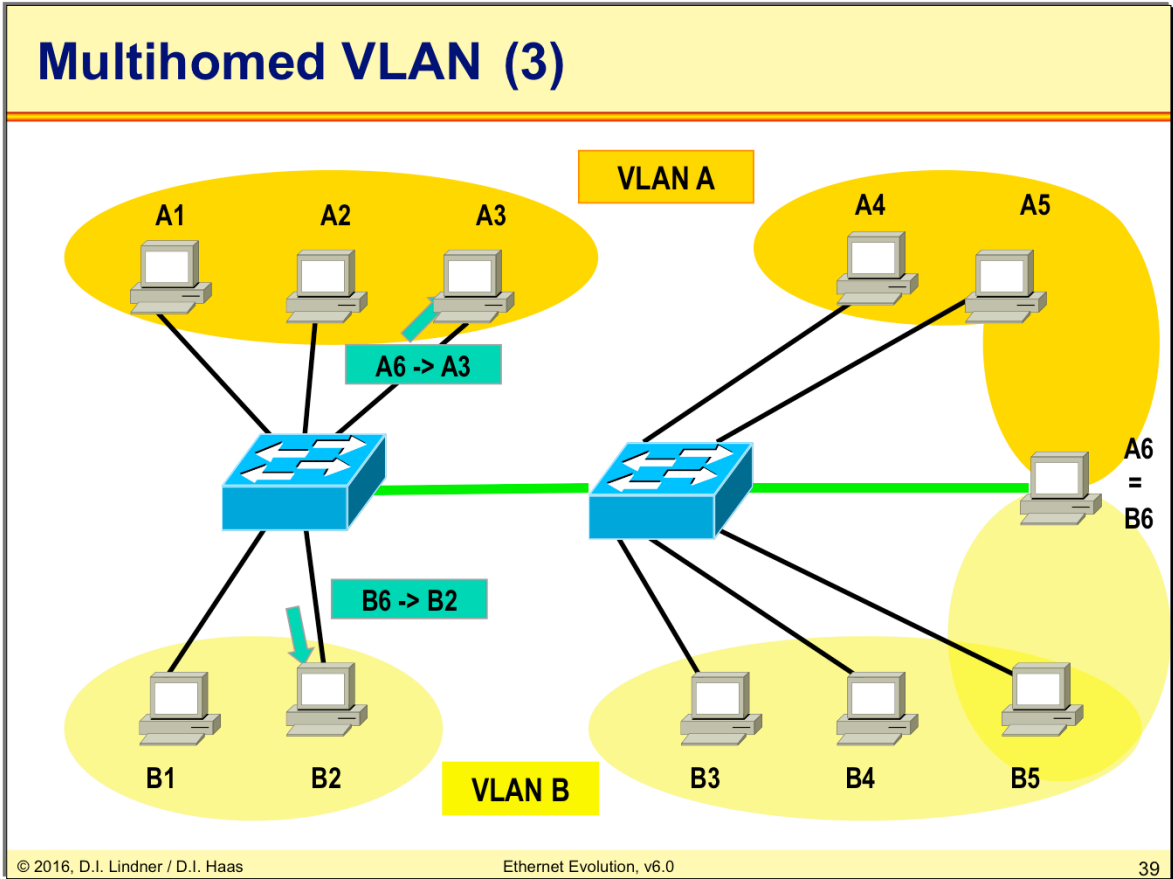 Multihomed VLAN (3)
VLAN A
A1
A2
A3
A4
A5
A6 -> A3
A6
=
B6
B6 -> B2
B1
B2
VLAN B
B3
B4
B5
© 2016, D.I. Lindner / D.I. Haas
Ethernet Evolution, v6.0
39